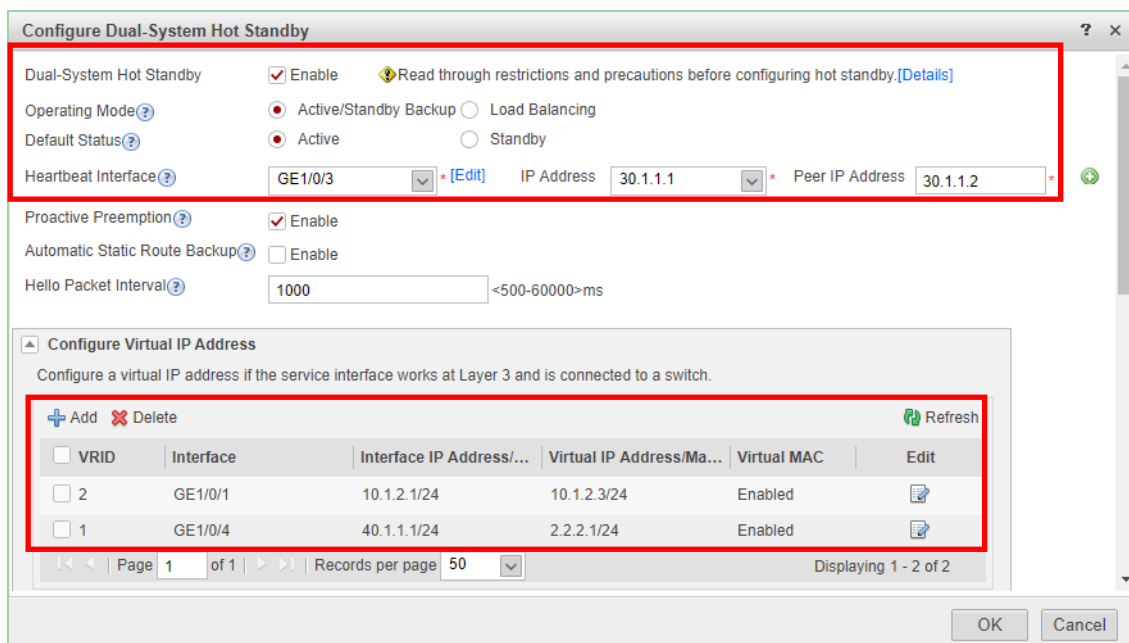 Configure Dual-System Hot Standby ?
Dual-System Hot Standby Enable Read through restrictions and precautions before configuring hot standby.[Details]
Operating Mode Active/Standby Backup Load Balancing
Default Status Active Standby
Heartbeat Interface GE1/0/3 * [Edit] IP Address 30.1.1.1 * Peer IP Address 30.1.1.2 *
Proactive Preemption Enable
Automatic Static Route Backup Enable
Hello Packet Interval 1000 <500-60000>ms
Configure Virtual IP Address
Configure a virtual IP address if the service interface works at Layer 3 and is connected to a switch.
Add Delete Refresh
VRID Interface Interface IP Address/... Virtual IP Address/Ma... Virtual MAC Edit
2 GE1/0/1 10.1.2.1/24 10.1.2.3/24 Enabled
1 GE1/0/4 40.1.1.1/24 2.2.2.1/24 Enabled
Page 1 of 1 Records per page 50 Displaying 1 - 2 of 2
OK Cancel